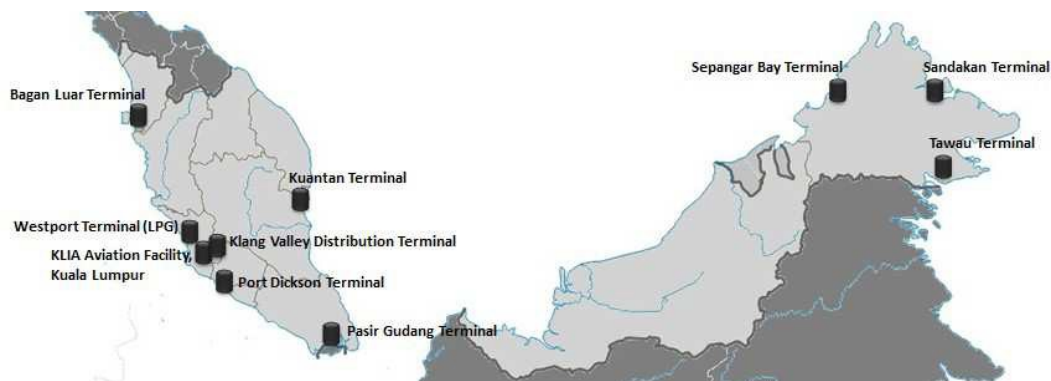 Sepangar Bay Terminal
Sandakan Terminal
Bagan Luar Terminal
Tawau Terminal
Kuantan Terminal
Westport Terminal (LPG)
Klang Valley Distribution Terminal
KLIA Aviation Facility,
Kuala Lumpur
Port Dickson Terminal
Pasir Gudang Terminal